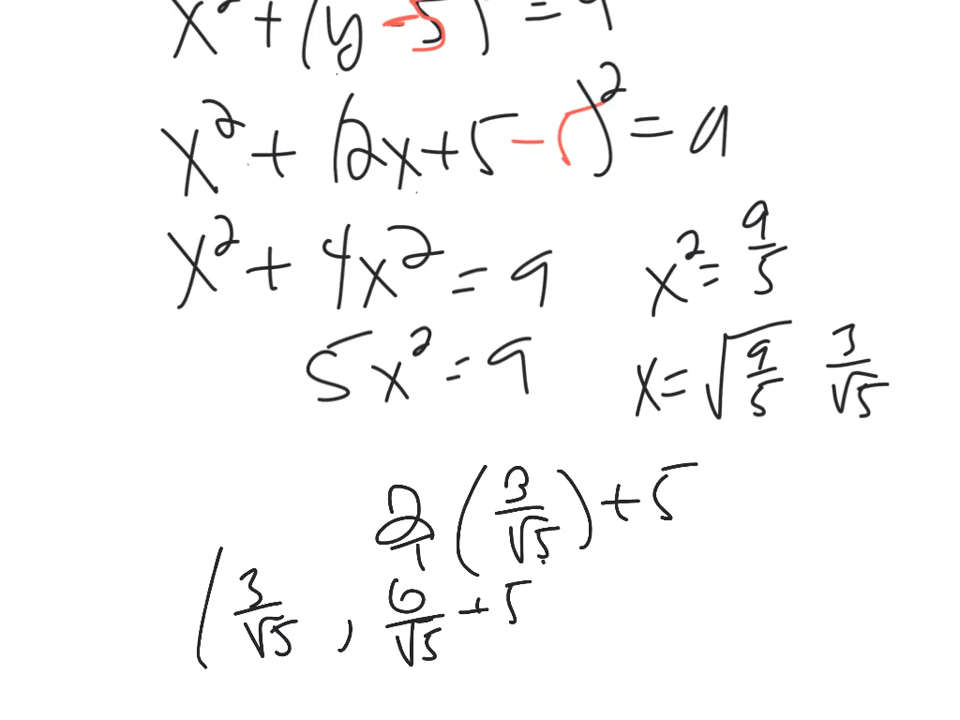 x² + (y - 5)² = 9
x² + (2x + 5 - 5)² = 9
x² + 4x² = 9
x² = 9/5
5x² = 9
x = √(9/5) 3/√5
2/1 (3/√5) + 5
(3/√5 , 6/√5 + 5